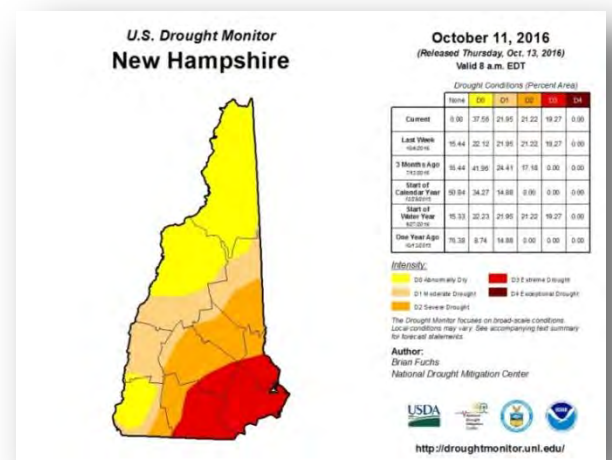 U.S. Drought Monitor
New Hampshire
October 11, 2016
(Released Thursday, Oct. 13, 2016)
Valid 8 a.m. EDT
Drought Conditions (Percent Area)
None D0 D1 D2 D3 D4
Current 0.00 37.56 21.95 21.22 19.27 0.00
Last Week 15.44 22.12 21.95 21.22 19.27 0.00
3 Months Ago 16.44 41.96 24.41 17.18 0.00 0.00
Start of
Calendar Year 34.27 14.88 0.00 0.00 0.00
Start of
Water Year 15.33 22.23 21.95 21.22 19.27 0.00
One Year Ago 76.38 8.74 14.88 0.00 0.00 0.00
Intensity:
D0 Abnormally Dry
D1 Moderate Drought
D2 Severe Drought
D3 Extreme Drought
D4 Exceptional Drought
The Drought Monitor focuses on broad-scale conditions.
Local conditions may vary. See accompanying text summary
for forecast statements.
Author:
Brian Fuchs
National Drought Mitigation Center
USDA
http://droughtmonitor.unl.edu/